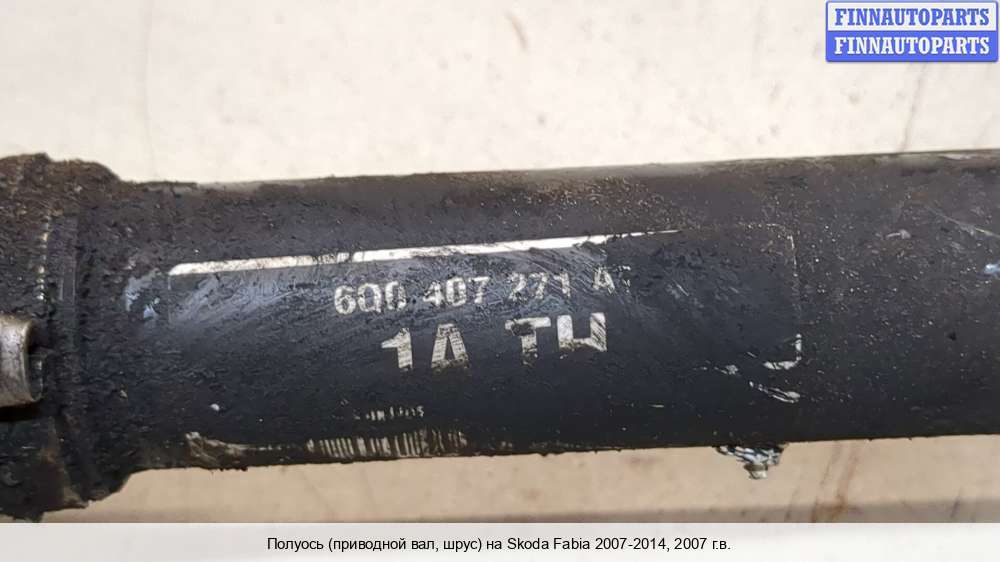 FINNAUTOPARTS
FINNAUTOPARTS
6Q0 407 271
1A TH
Полуось (приводной вал, шрус) на Skoda Fabia 2007-2014, 2007 г.в.